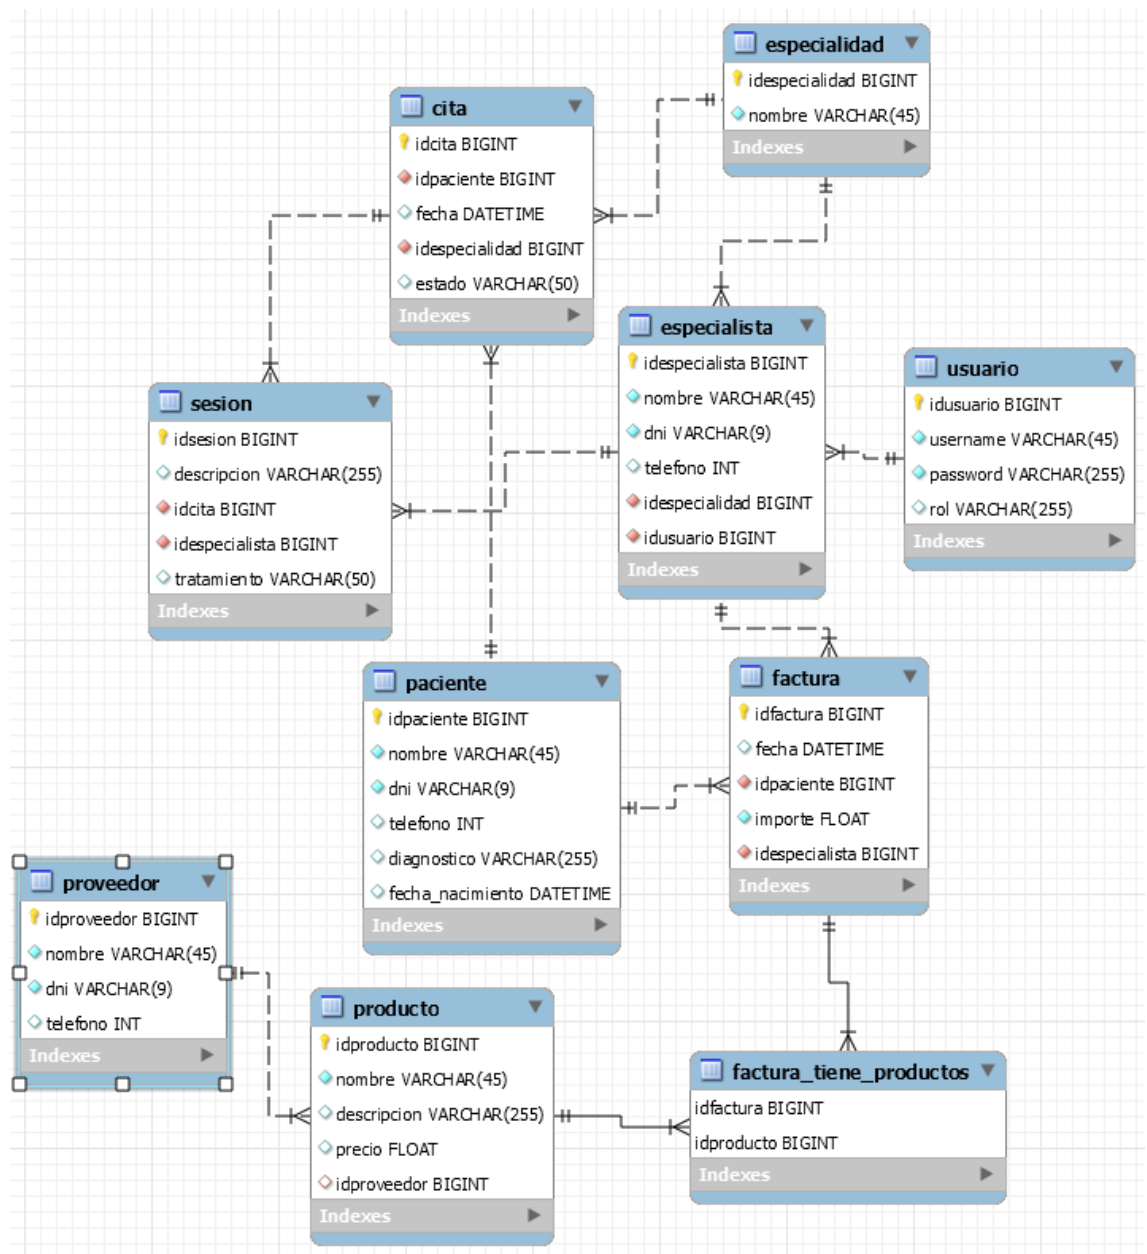 especialidad
idespecialidad BIGINT
nombre VARCHAR(45)
Indexes
cita
idcita BIGINT
idpaciente BIGINT
fecha DATETIME
idespecialidad BIGINT
estado VARCHAR(50)
Indexes
especialista
idespecialista BIGINT
nombre VARCHAR(45)
dni VARCHAR(9)
telefono INT
idespecialidad BIGINT
idusuario BIGINT
Indexes
usuario
idusuario BIGINT
username VARCHAR(45)
password VARCHAR(255)
rol VARCHAR(255)
Indexes
sesion
idsesion BIGINT
descripcion VARCHAR(255)
idcita BIGINT
idespecialista BIGINT
tratamiento VARCHAR(50)
Indexes
paciente
idpaciente BIGINT
nombre VARCHAR(45)
dni VARCHAR(9)
telefono INT
diagnostico VARCHAR(255)
fecha_nacimiento DATETIME
Indexes
factura
idfactura BIGINT
fecha DATETIME
idpaciente BIGINT
importe FLOAT
idespecialista BIGINT
Indexes
proveedor
idproveedor BIGINT
nombre VARCHAR(45)
dni VARCHAR(9)
telefono INT
Indexes
producto
idproducto BIGINT
nombre VARCHAR(45)
descripcion VARCHAR(255)
precio FLOAT
idproveedor BIGINT
Indexes
factura_tiene_productos
idfactura BIGINT
idproducto BIGINT
Indexes